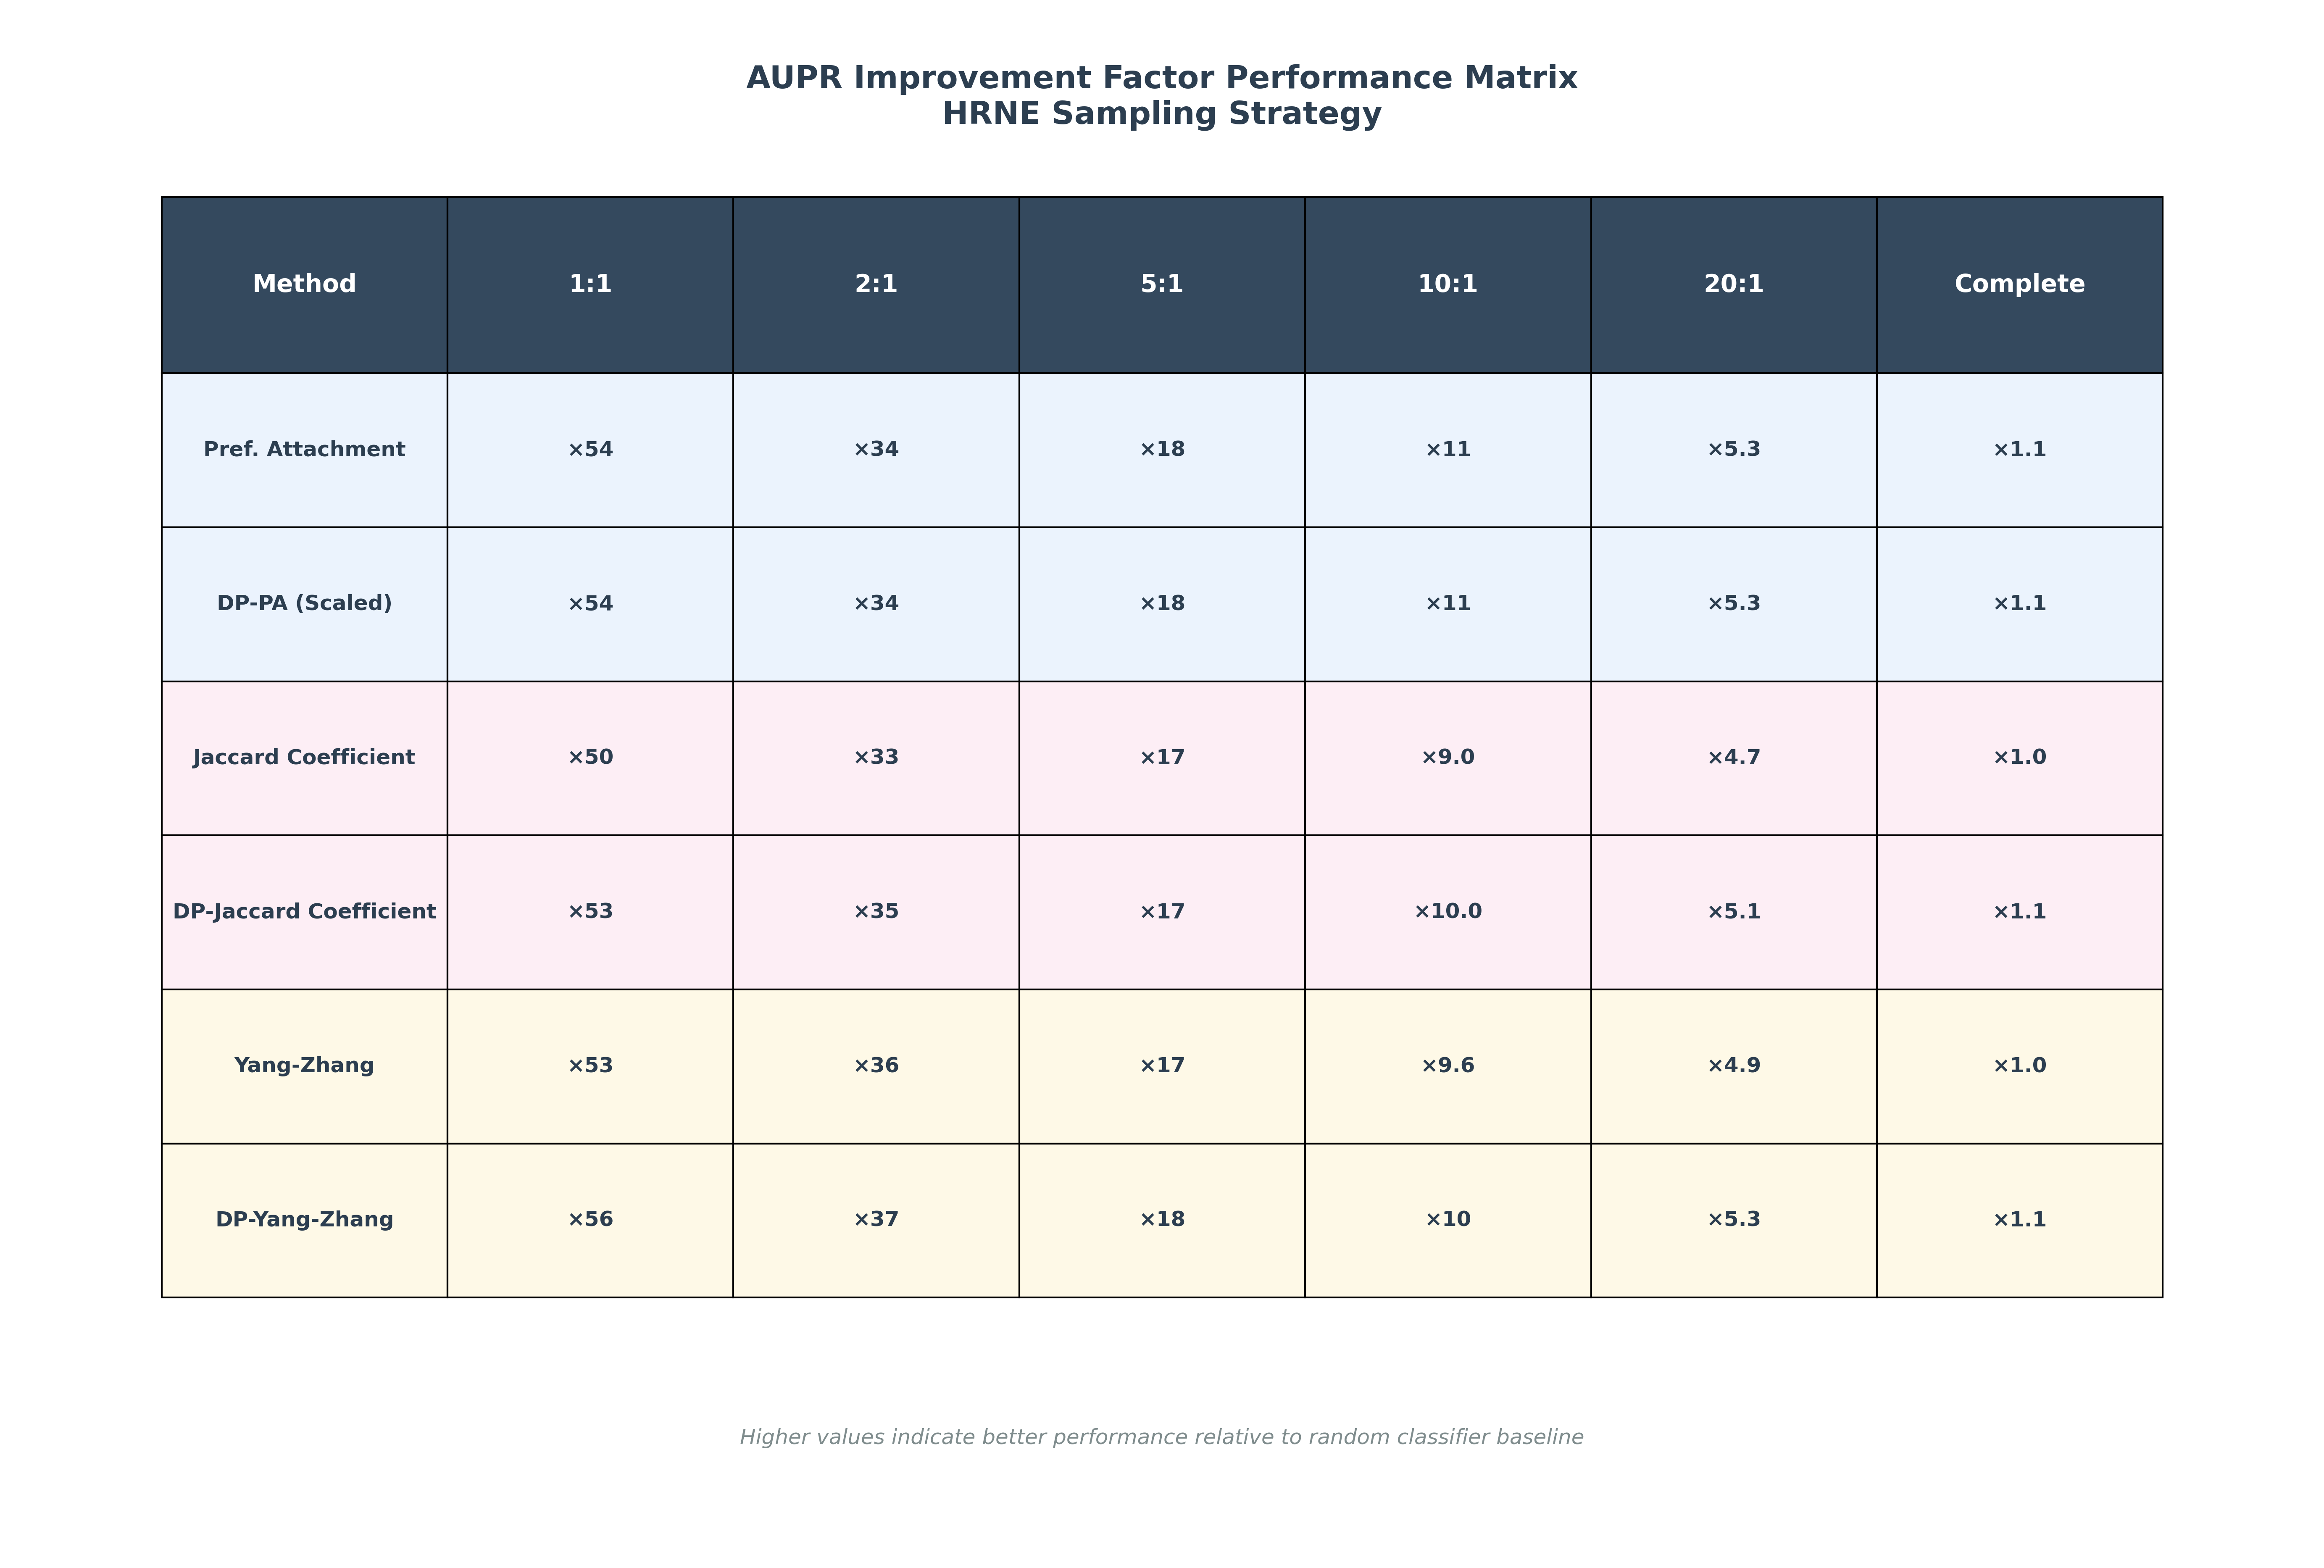 AUPR Improvement Factor Performance Matrix
HRNE Sampling Strategy
Method 1:1 2:1 5:1 10:1 20:1 Complete
Pref. Attachment ×54 ×34 ×18 ×11 ×5.3 ×1.1
DP-PA (Scaled) ×54 ×34 ×18 ×11 ×5.3 ×1.1
Jaccard Coefficient ×50 ×33 ×17 ×9.0 ×4.7 ×1.0
DP-Jaccard Coefficient ×53 ×35 ×17 ×10.0 ×5.1 ×1.1
Yang-Zhang ×53 ×36 ×17 ×9.6 ×4.9 ×1.0
DP-Yang-Zhang ×56 ×37 ×18 ×10 ×5.3 ×1.1
Higher values indicate better performance relative to random classifier baseline